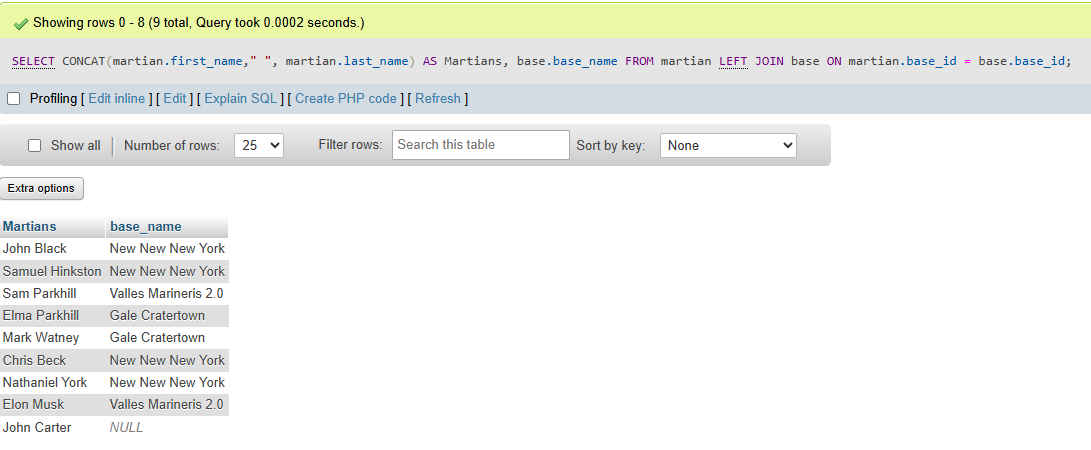 Showing rows 0 - 8 (9 total, Query took 0.0002 seconds.)
SELECT CONCAT(martian.first_name," ", martian.last_name) AS Martians, base.base_name FROM martian LEFT JOIN base ON martian.base_id = base.base_id;
Profiling [ Edit inline ] [ Edit ] [ Explain SQL ] [ Create PHP code ] [ Refresh ]
Show all Number of rows: 25 Filter rows: Search this table Sort by key: None
Extra options
Martians base_name
John Black New New New York
Samuel Hinkston New New New York
Sam Parkhill Valles Marineris 2.0
Elma Parkhill Gale Cratertown
Mark Watney Gale Cratertown
Chris Beck New New New York
Nathaniel York New New New York
Elon Musk Valles Marineris 2.0
John Carter NULL